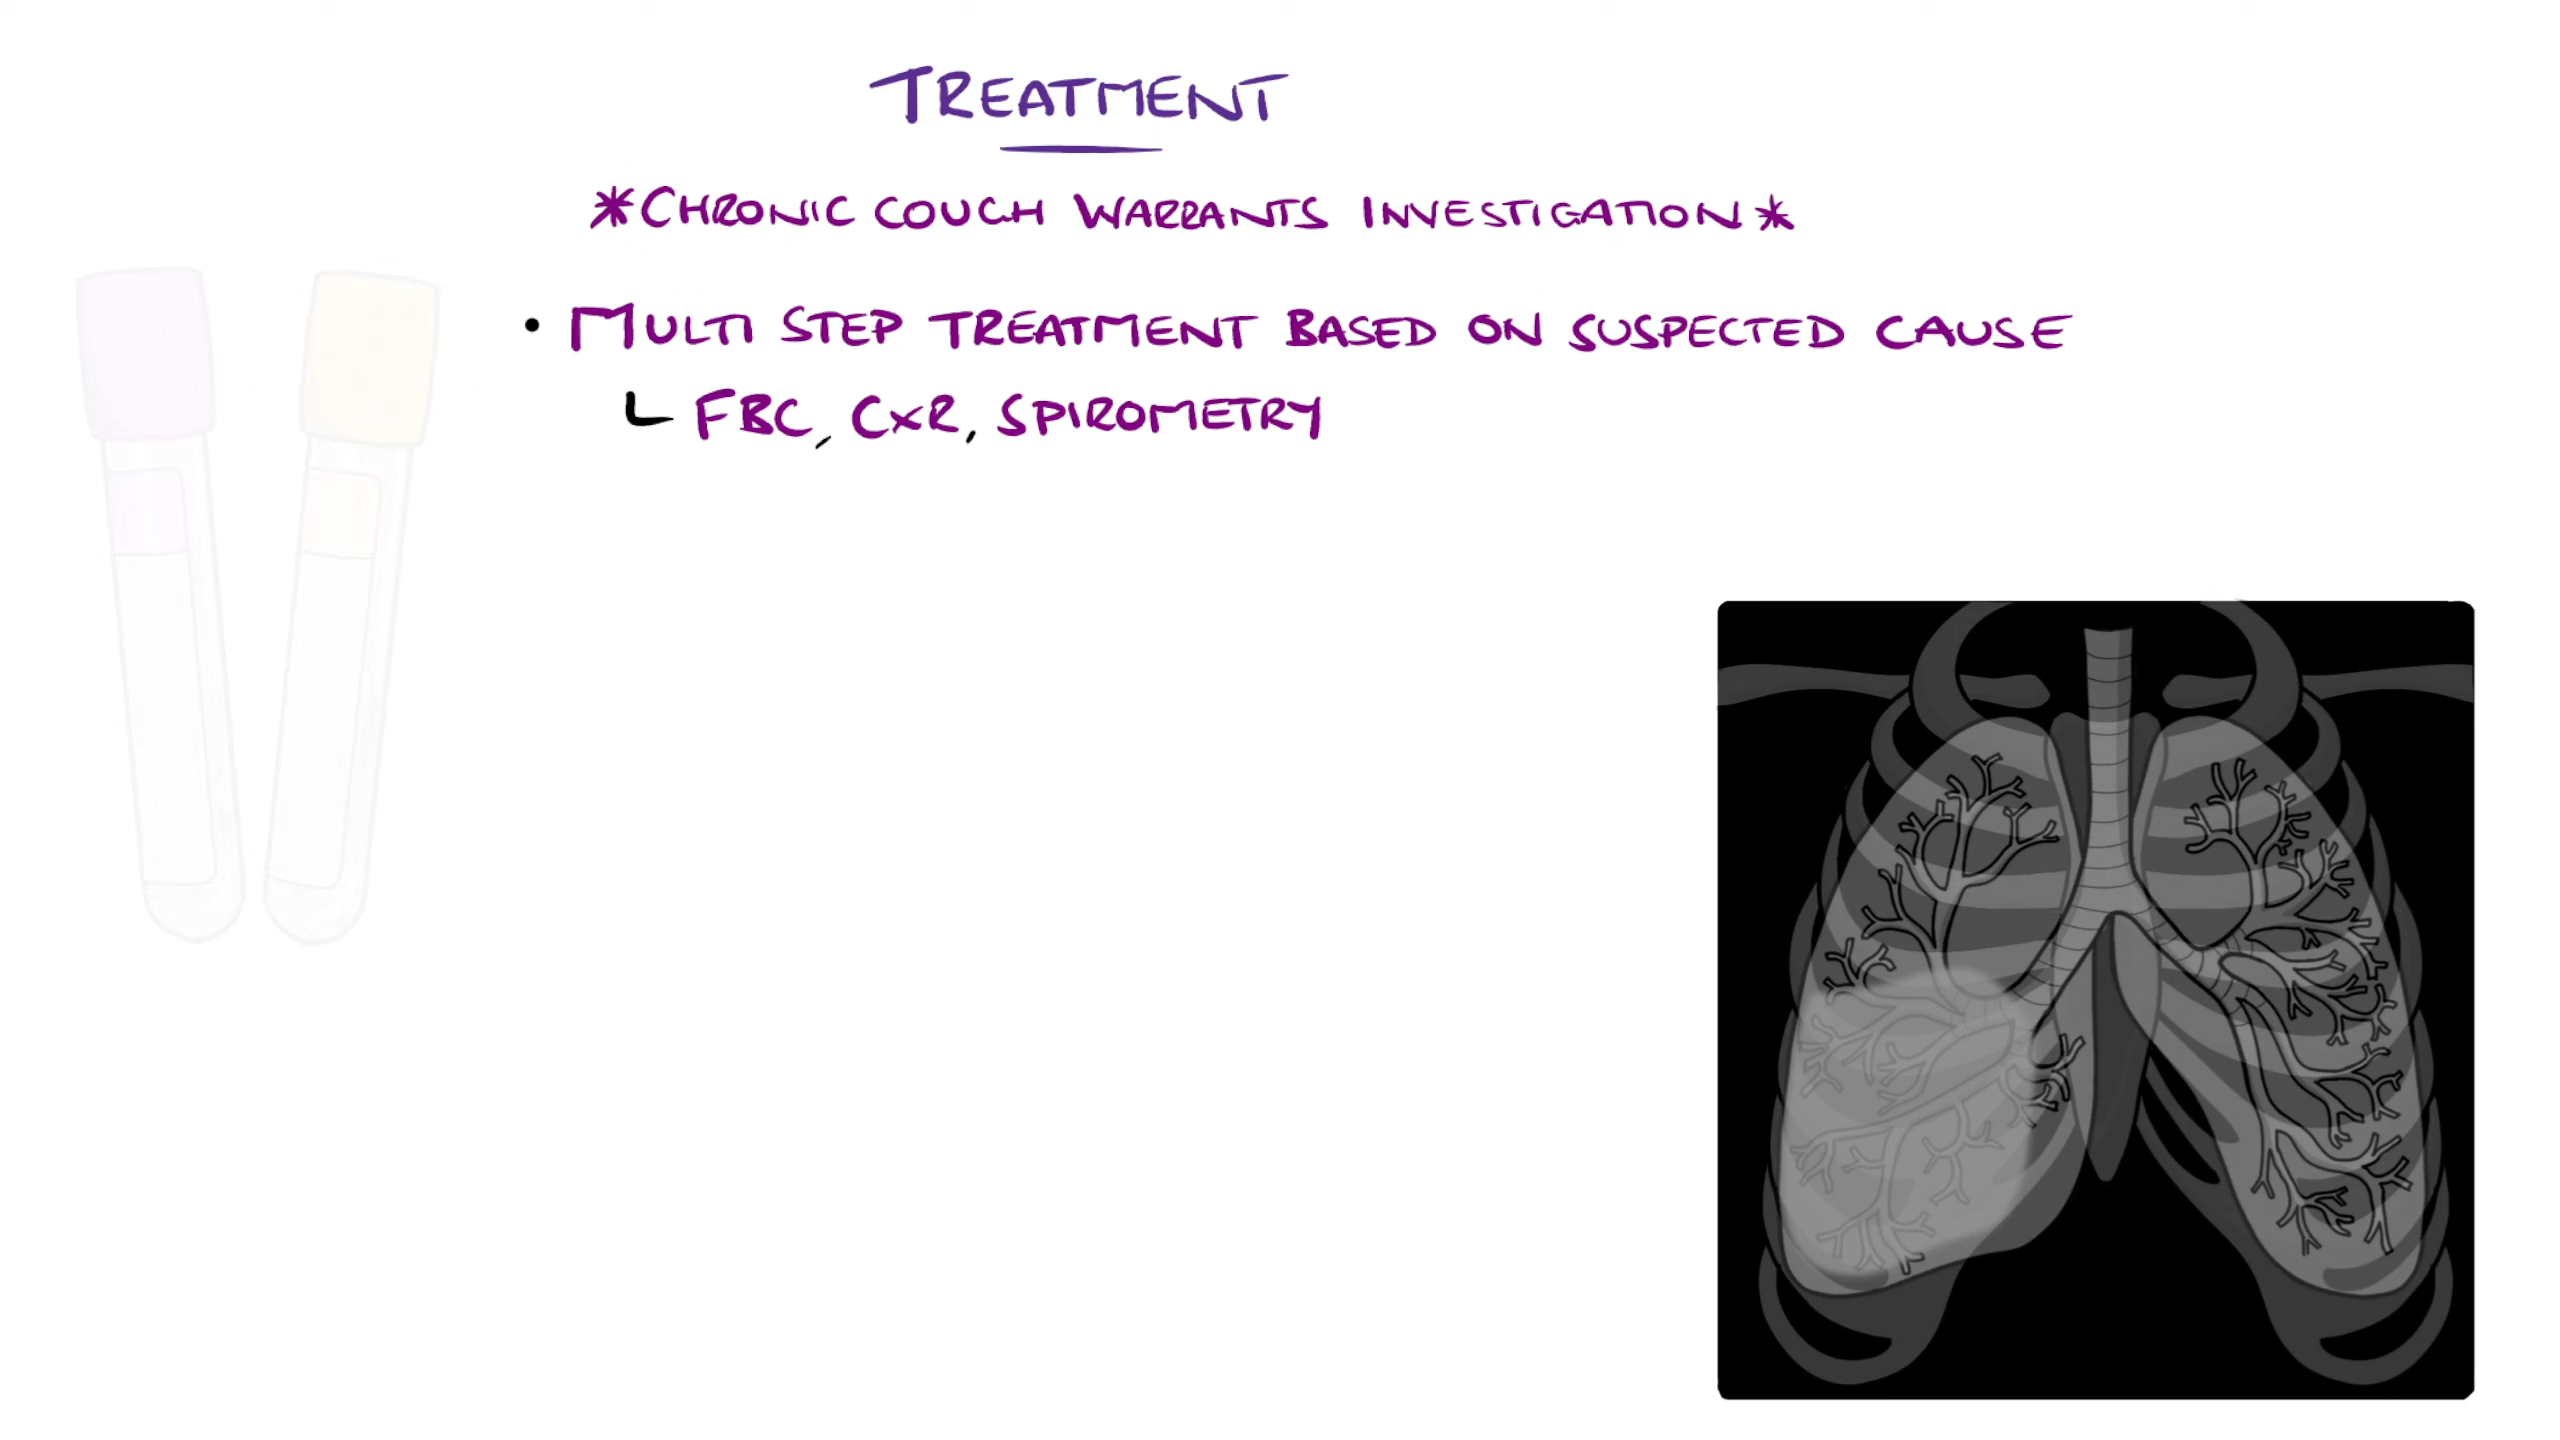 TREATMENT
*CHRONIC COUGH WARRANTS INVESTIGATION*
• MULTI STEP TREATMENT BASED ON SUSPECTED CAUSE
FBC, CXR, SPIROMETRY